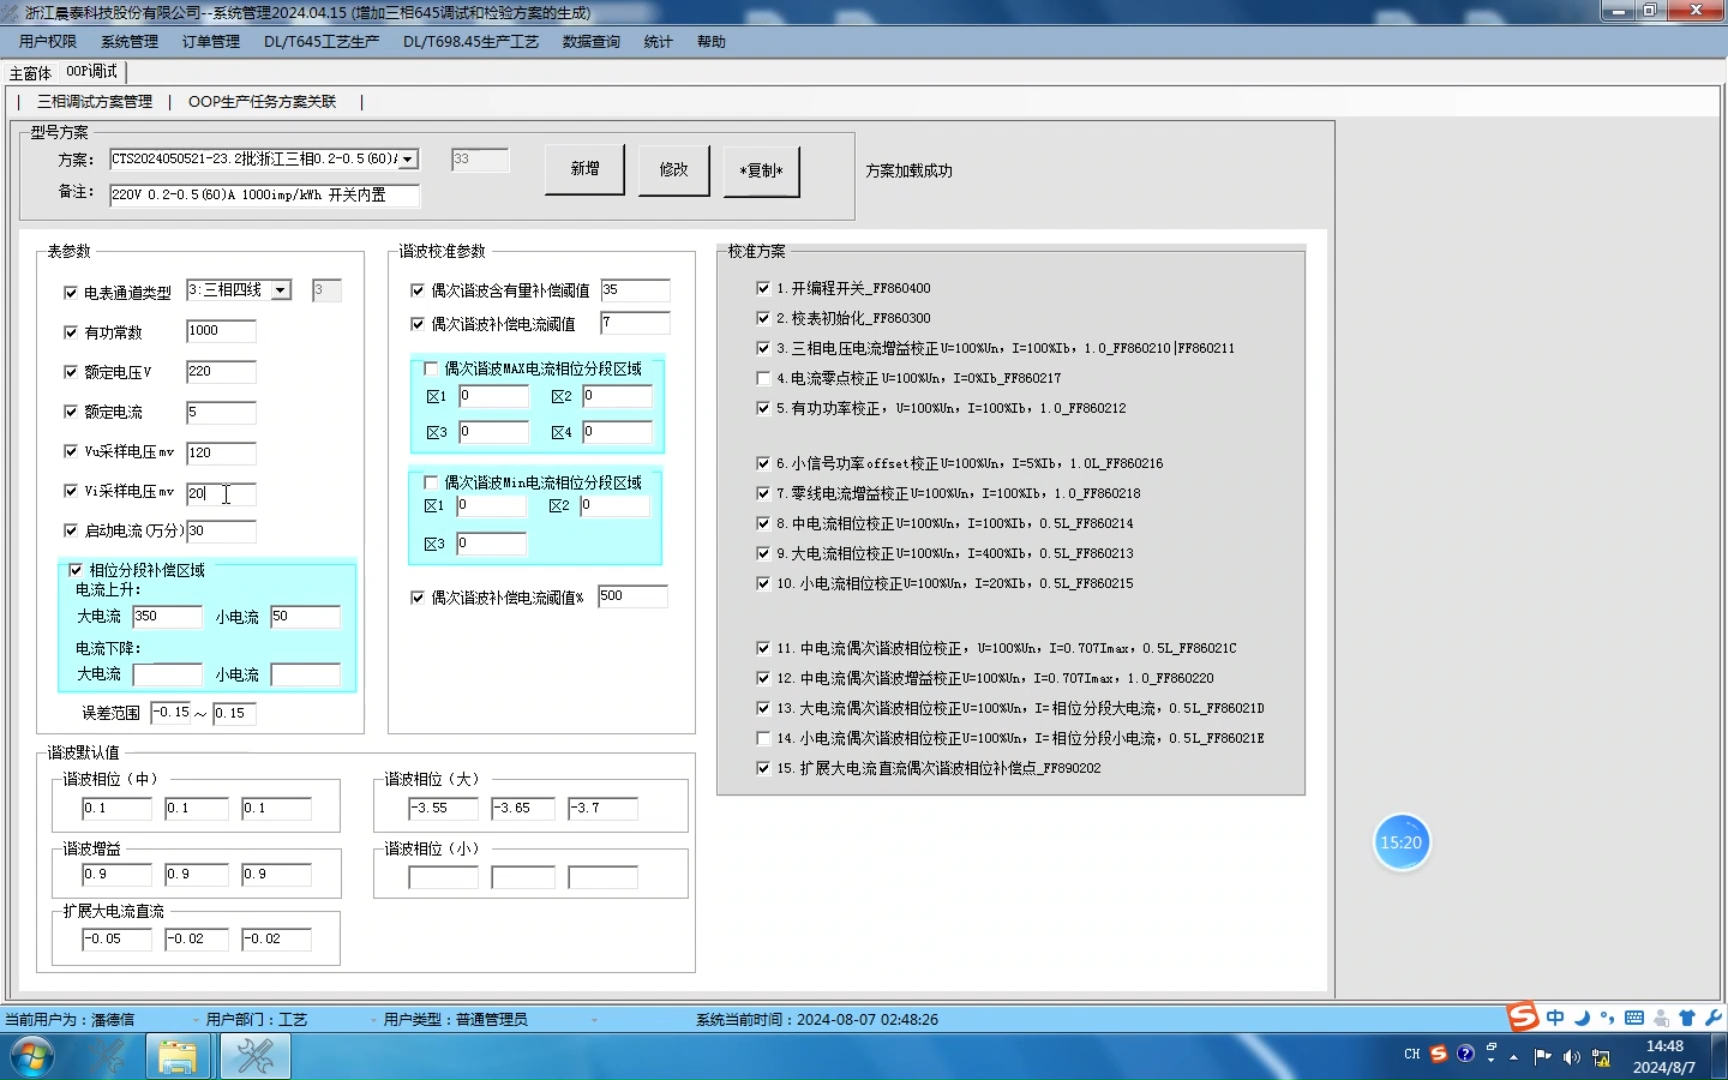 浙江晨泰科技股份有限公司--系统管理2024.04.15 (增加三相645调试和检验方案的生成)
用户权限 系统管理 订单管理 DL/T645工艺生产 DL/T698.45生产工艺 数据查询 统计 帮助
主窗体 OOP调试
| 三相调试方案管理 | OOP生产任务方案关联 |
型号方案
方案: CTS2024050521-23.2批浙江三相0.2-0.5(60)A 33 新增 修改 *复制* 方案加载成功
备注: 220V 0.2-0.5(60)A 1000imp/kWh 开关内置
表参数
电表通道类型 3:三相四线 3
有功常数 1000
额定电压V 220
额定电流 5
Vu采样电压mv 120
Vi采样电压mv 20
启动电流(万分) 30
相位分段补偿区域
电流上升:
大电流 350 小电流 50
电流下降:
大电流 小电流
误差范围 -0.15 ~ 0.15
谐波校准参数
偶次谐波含有量补偿阈值 35
偶次谐波补偿电流阈值 7
偶次谐波MAX电流相位分段区域
区1 0 区2 0
区3 0 区4 0
偶次谐波Min电流相位分段区域
区1 0 区2 0
区3 0
偶次谐波补偿电流阈值% 500
校准方案
1.开编程开关_FF860400
2.校表初始化_FF860300
3.三相电压电流增益校正U=100%Un, I=100%Ib, 1.0_FF860210|FF860211
4.电流零点校正U=100%Un, I=0%Ib_FF860217
5.有功功率校正, U=100%Un, I=100%Ib, 1.0_FF860212
6.小信号功率offset校正U=100%Un, I=5%Ib, 1.0L_FF860216
7.零线电流增益校正U=100%Un, I=100%Ib, 1.0_FF860218
8.中电流相位校正U=100%Un, I=100%Ib, 0.5L_FF860214
9.大电流相位校正U=100%Un, I=400%Ib, 0.5L_FF860213
10.小电流相位校正U=100%Un, I=20%Ib, 0.5L_FF860215
11.中电流偶次谐波相位校正, U=100%Un, I=0.707Imax, 0.5L_FF86021C
12.中电流偶次谐波增益校正U=100%Un, I=0.707Imax, 1.0_FF860220
13.大电流偶次谐波相位校正U=100%Un, I=相位分段大电流, 0.5L_FF86021D
14.小电流偶次谐波相位校正U=100%Un, I=相位分段小电流, 0.5L_FF86021E
15.扩展大电流直流偶次谐波相位补偿点_FF890202
谐波默认值
谐波相位（中）
0.1 0.1 0.1
谐波相位（大）
-3.55 -3.65 -3.7
谐波增益
0.9 0.9 0.9
谐波相位（小）
扩展大电流直流
-0.05 -0.02 -0.02
15:20
当前用户为：潘德信 用户部门：工艺 用户类型：普通管理员 系统当前时间：2024-08-07 02:48:26
中
CH
14:48
2024/8/7